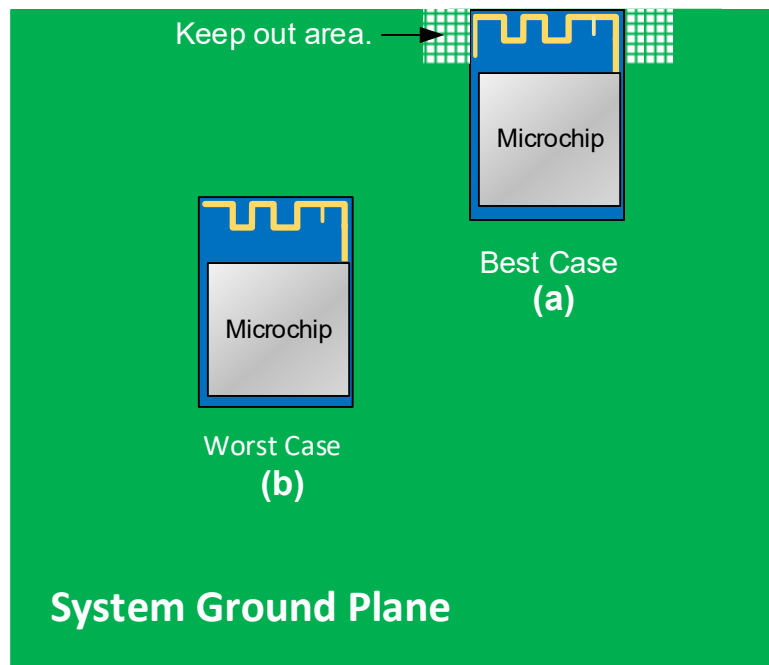 Keep out area.
Microchip
Best Case
(a)
Microchip
Worst Case
(b)
System Ground Plane